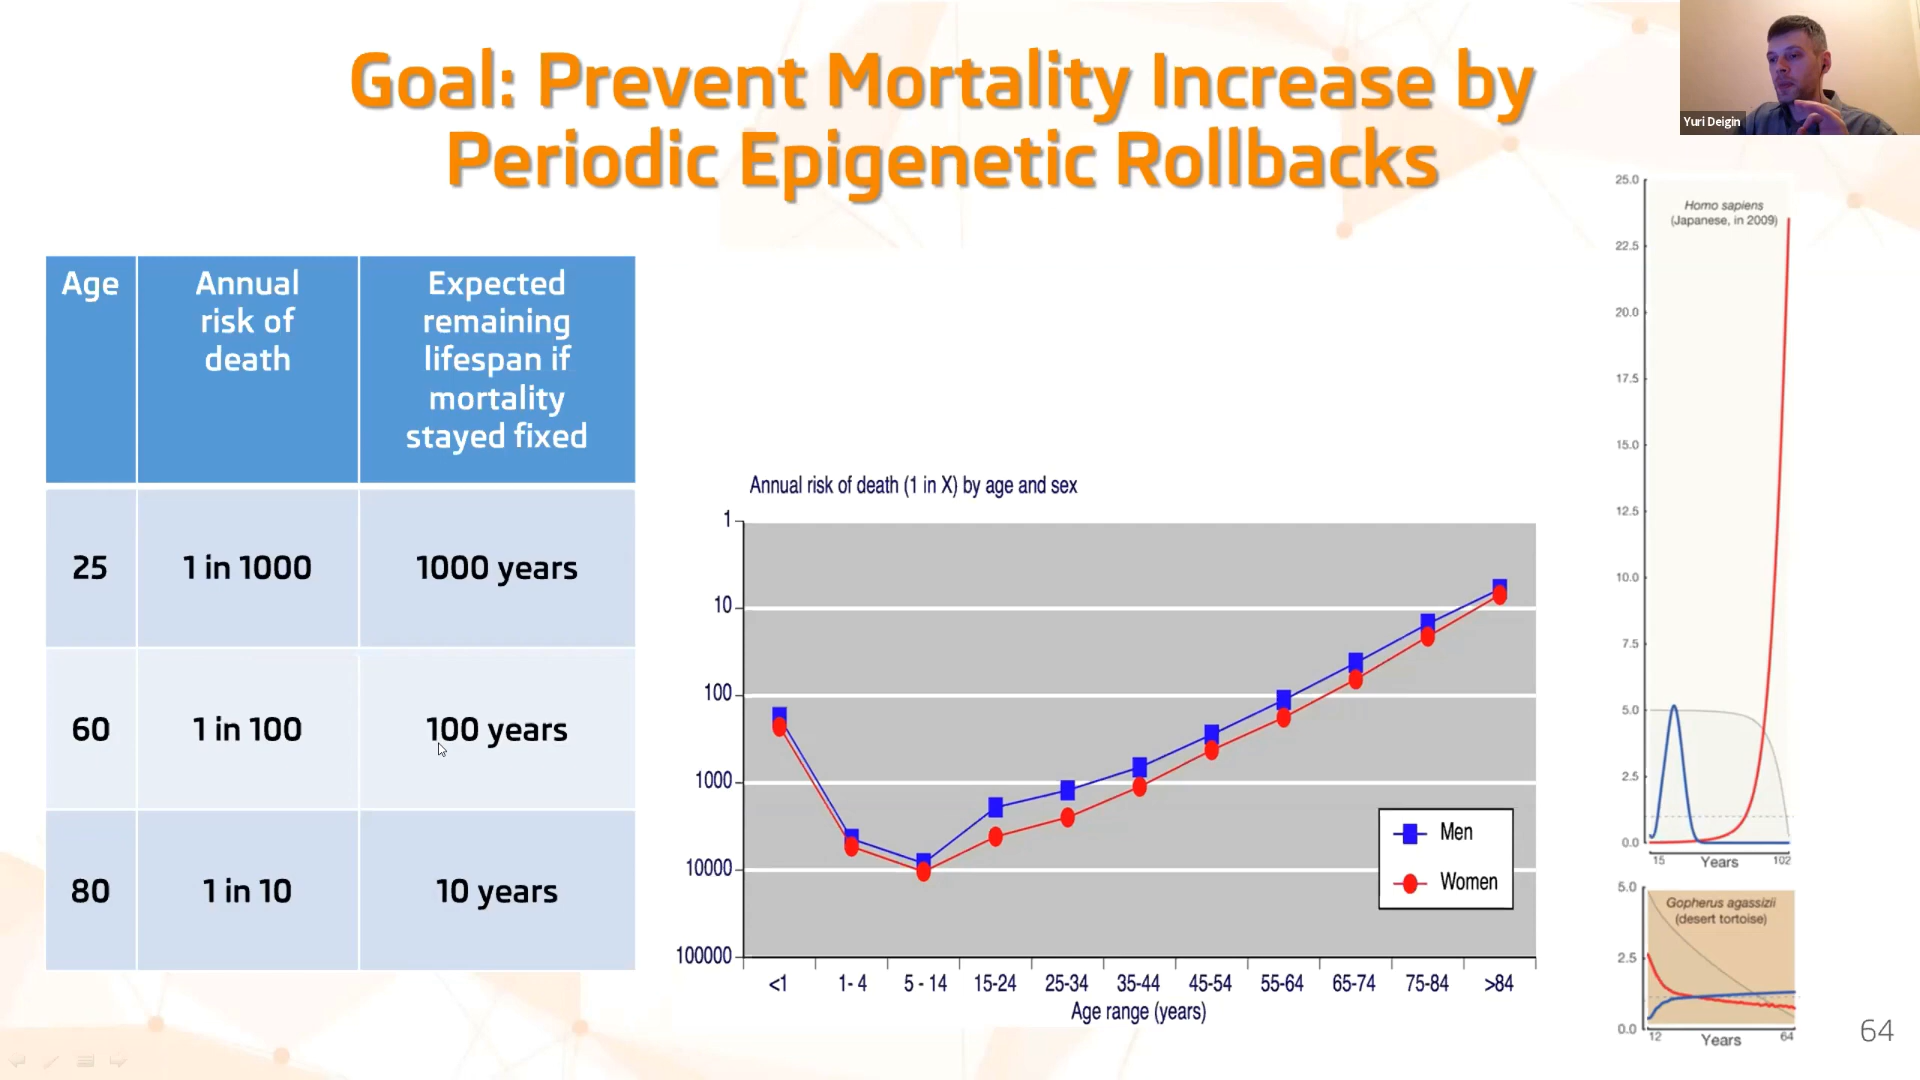 Goal: Prevent Mortality Increase by
Periodic Epigenetic Rollbacks
Yuri Deigin
Age
Annual
risk of
death
Expected
remaining
lifespan if
mortality
stayed fixed
25
1 in 1000
1000 years
60
1 in 100
100 years
80
1 in 10
10 years
Annual risk of death (1 in X) by age and sex
1
10
100
1000
10000
100000
<1
1- 4
5 - 14
15-24
25-34
35-44
45-54
55-64
65-74
75-84
>84
Age range (years)
Men
Women
25.0
Homo sapiens
(Japanese, in 2009)
22.5
20.0
17.5
15.0
12.5
10.0
7.5
5.0
2.5
0.0
15
Years
102
5.0
Gopherus agassizii
(desert tortoise)
2.5
0.0
12
Years
64
64